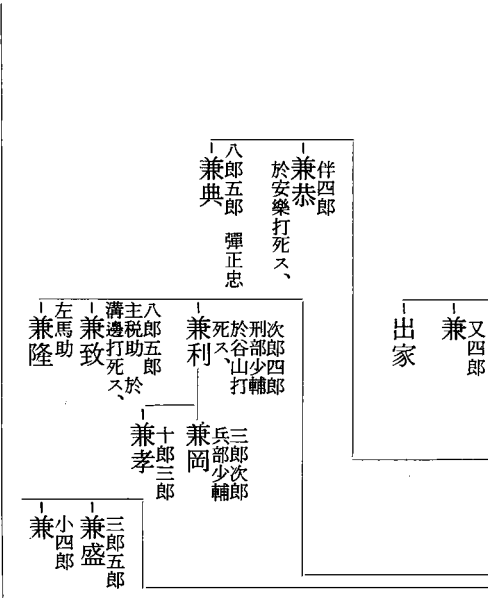 又四郎
兼
出家
伴四郎
兼恭
於安樂打死ス、
八郎五郎 彈正忠
兼典
次郎四郎
刑部少輔
於谷山打
死ス、
兼利
八郎五郎
主税助 於
溝邊打死ス、
兼致
左馬助
兼隆
三郎次郎
兵部少輔
兼岡
十郎三郎
兼孝
三郎五郎
兼盛
小四郎
兼